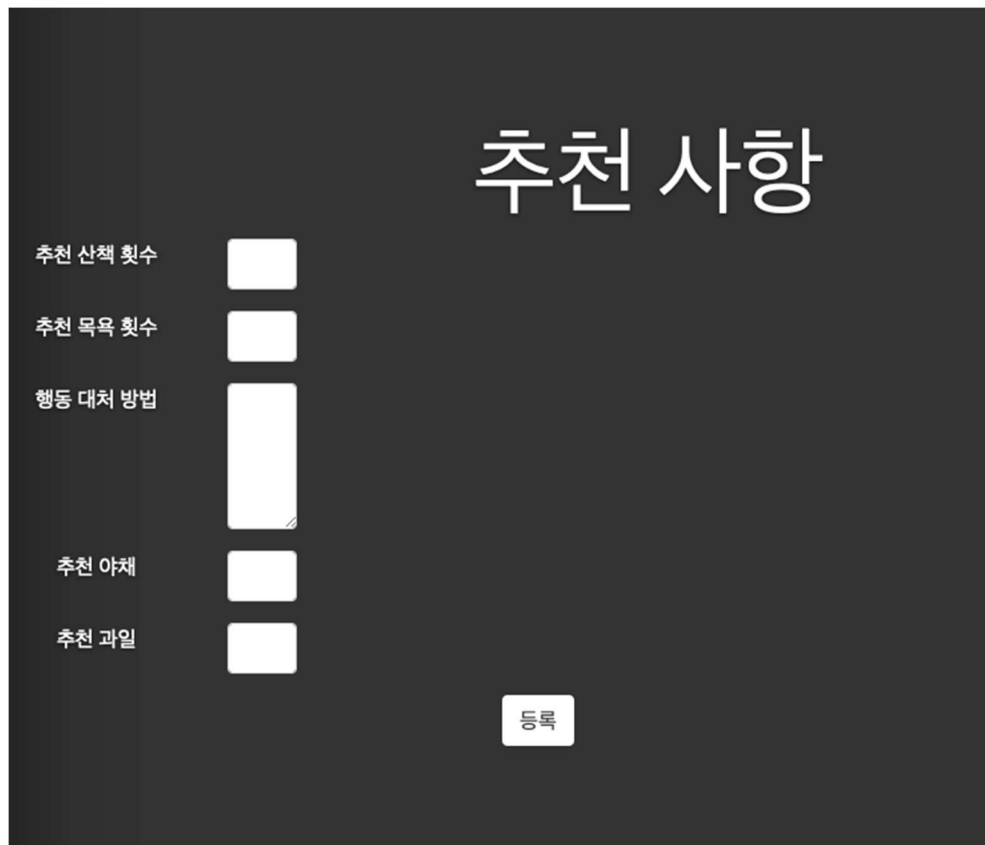 추천 사항
추천 산책 횟수
추천 목욕 횟수
행동 대처 방법
추천 야채
추천 과일
등록